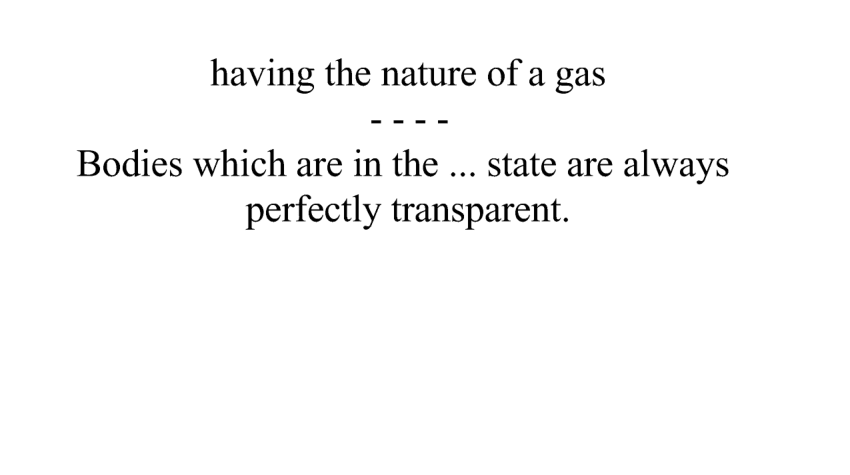 having the nature of a gas
- - - -
Bodies which are in the ... state are always
perfectly transparent.